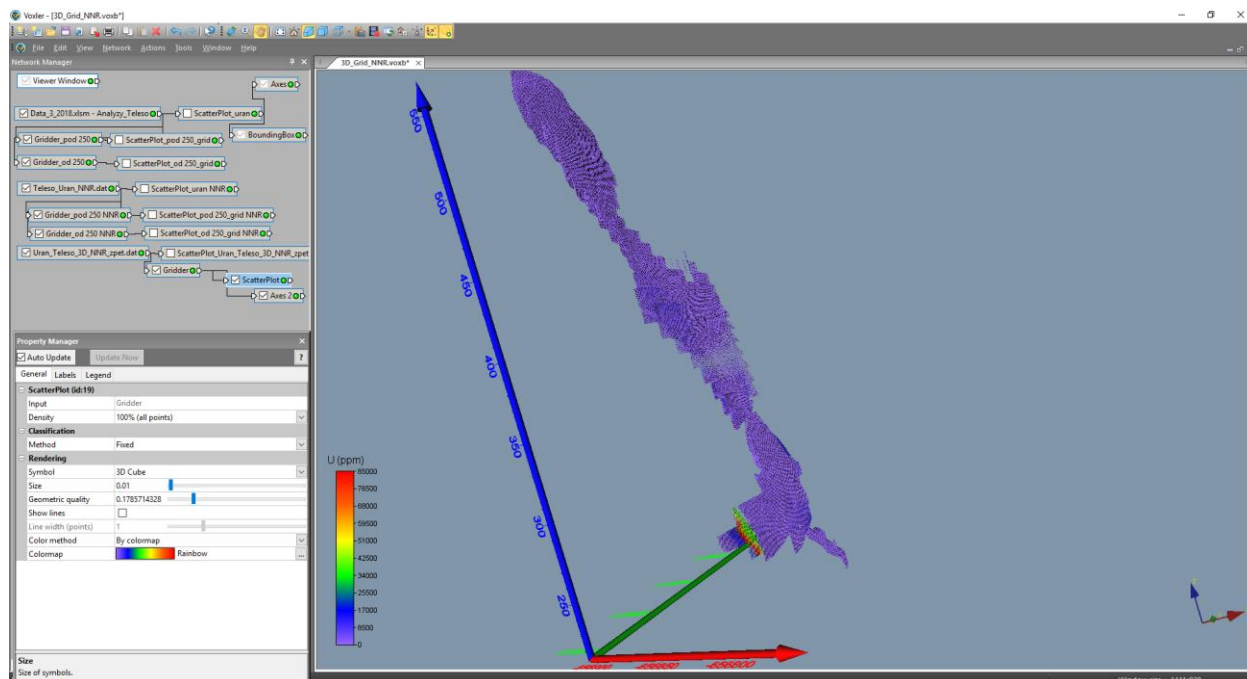 Voxler - [3D_Grid_NNR.voxb*]
File Edit View Network Actions Tools Window Help
Network Manager
3D_Grid_NNR.voxb*
Viewer Window
Axes
Data_3_2018.xlsm - Analyzy_Teleso
ScatterPlot_uran
BoundingBox
Gridder_pod 250
ScatterPlot_pod 250_grid
Gridder_od 250
ScatterPlot_od 250_grid
Teleso_Uran_NNR.dat
ScatterPlot_uran NNR
Gridder_pod 250 NNR
ScatterPlot_pod 250_grid NNR
Gridder_od 250 NNR
ScatterPlot_od 250_grid NNR
Uran_Teleso_3D_NNR_zpet.dat
ScatterPlot_Uran_Teleso_3D_NNR_zpet
Gridder
ScatterPlot
Axes 2
Property Manager
Auto Update Update Now ?
General Labels Legend
ScatterPlot (id:19)
Input Gridder
Density 100% (all points)
Classification
Method Fixed
Rendering
Symbol 3D Cube
Size 0.01
Geometric quality 0.1785714328
Show lines
Line width (points) 1
Color method By colormap
Colormap Rainbow ...
Size
Size of symbols.
550
500
450
400
350
300
250
U (ppm)
85000
76500
68000
59500
51000
42500
34000
25500
17000
8500
0